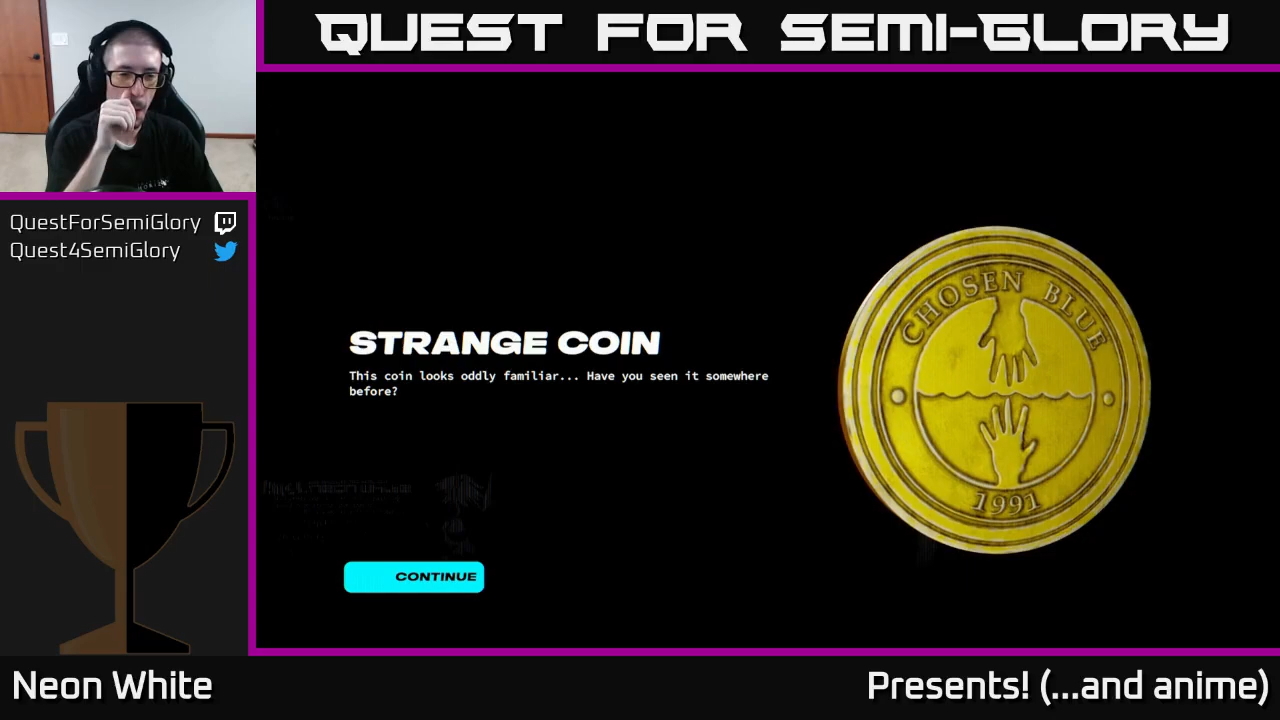 QUEST FOR SEMI-GLORY
QuestForSemiGlory
Quest4SemiGlory
STRANGE COIN
This coin looks oddly familiar... Have you seen it somewhere
before?
CHOSEN BLUE
1991
CONTINUE
Neon White
Presents! (...and anime)